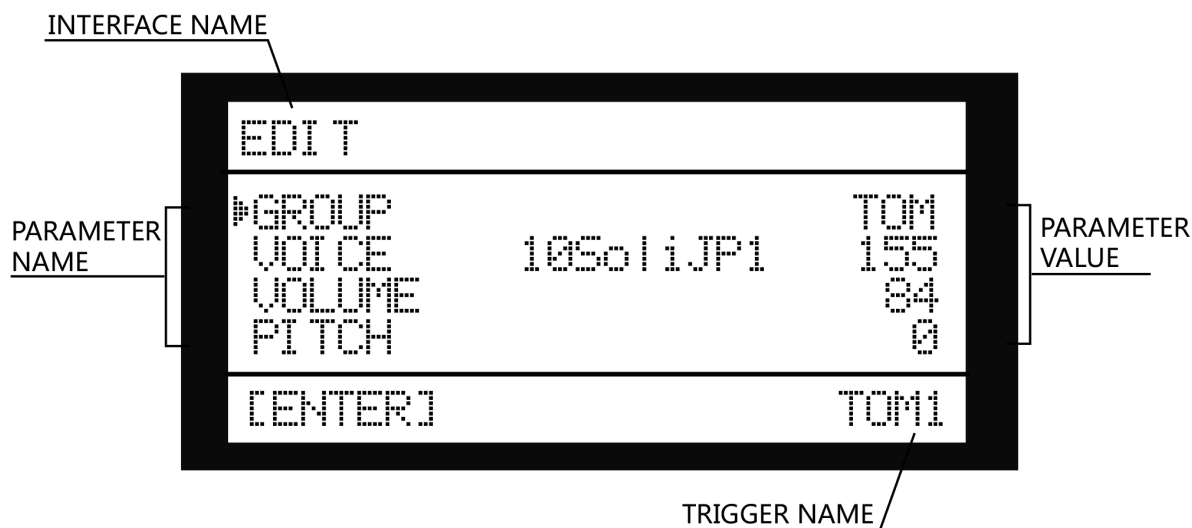 INTERFACE NAME
EDIT
GROUP TOM
VOICE 10SoliJP1 155
VOLUME 84
PITCH 0
[ENTER] TOM1
PARAMETER
NAME
PARAMETER
VALUE
TRIGGER NAME